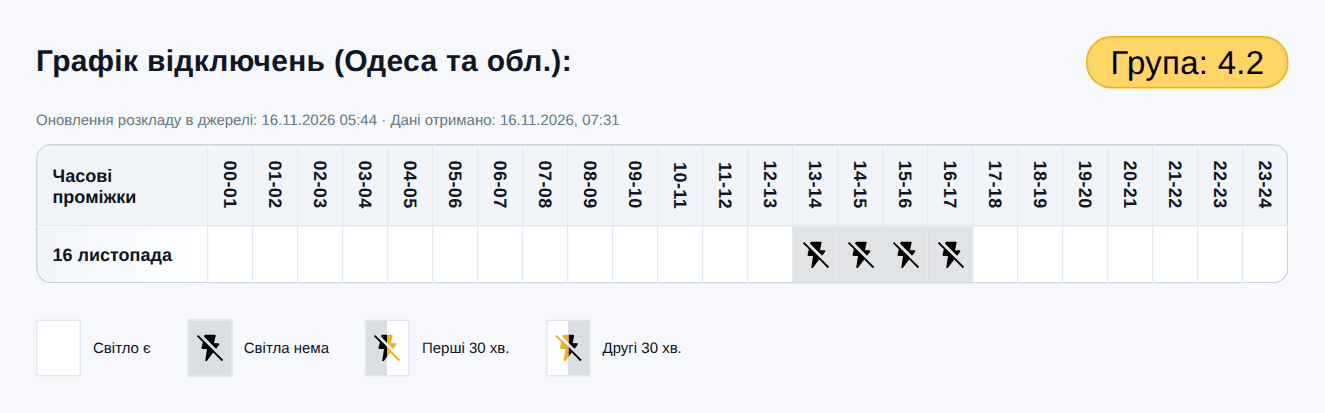 Графік відключень (Одеса та обл.):
Група: 4.2
Оновлення розкладу в джерелі: 16.11.2026 05:44 · Дані отримано: 16.11.2026, 07:31
Часові
проміжки
00-01
01-02
02-03
03-04
04-05
05-06
06-07
07-08
08-09
09-10
10-11
11-12
12-13
13-14
14-15
15-16
16-17
17-18
18-19
19-20
20-21
21-22
22-23
23-24
16 листопада
Світло є
Світла нема
Перші 30 хв.
Другі 30 хв.